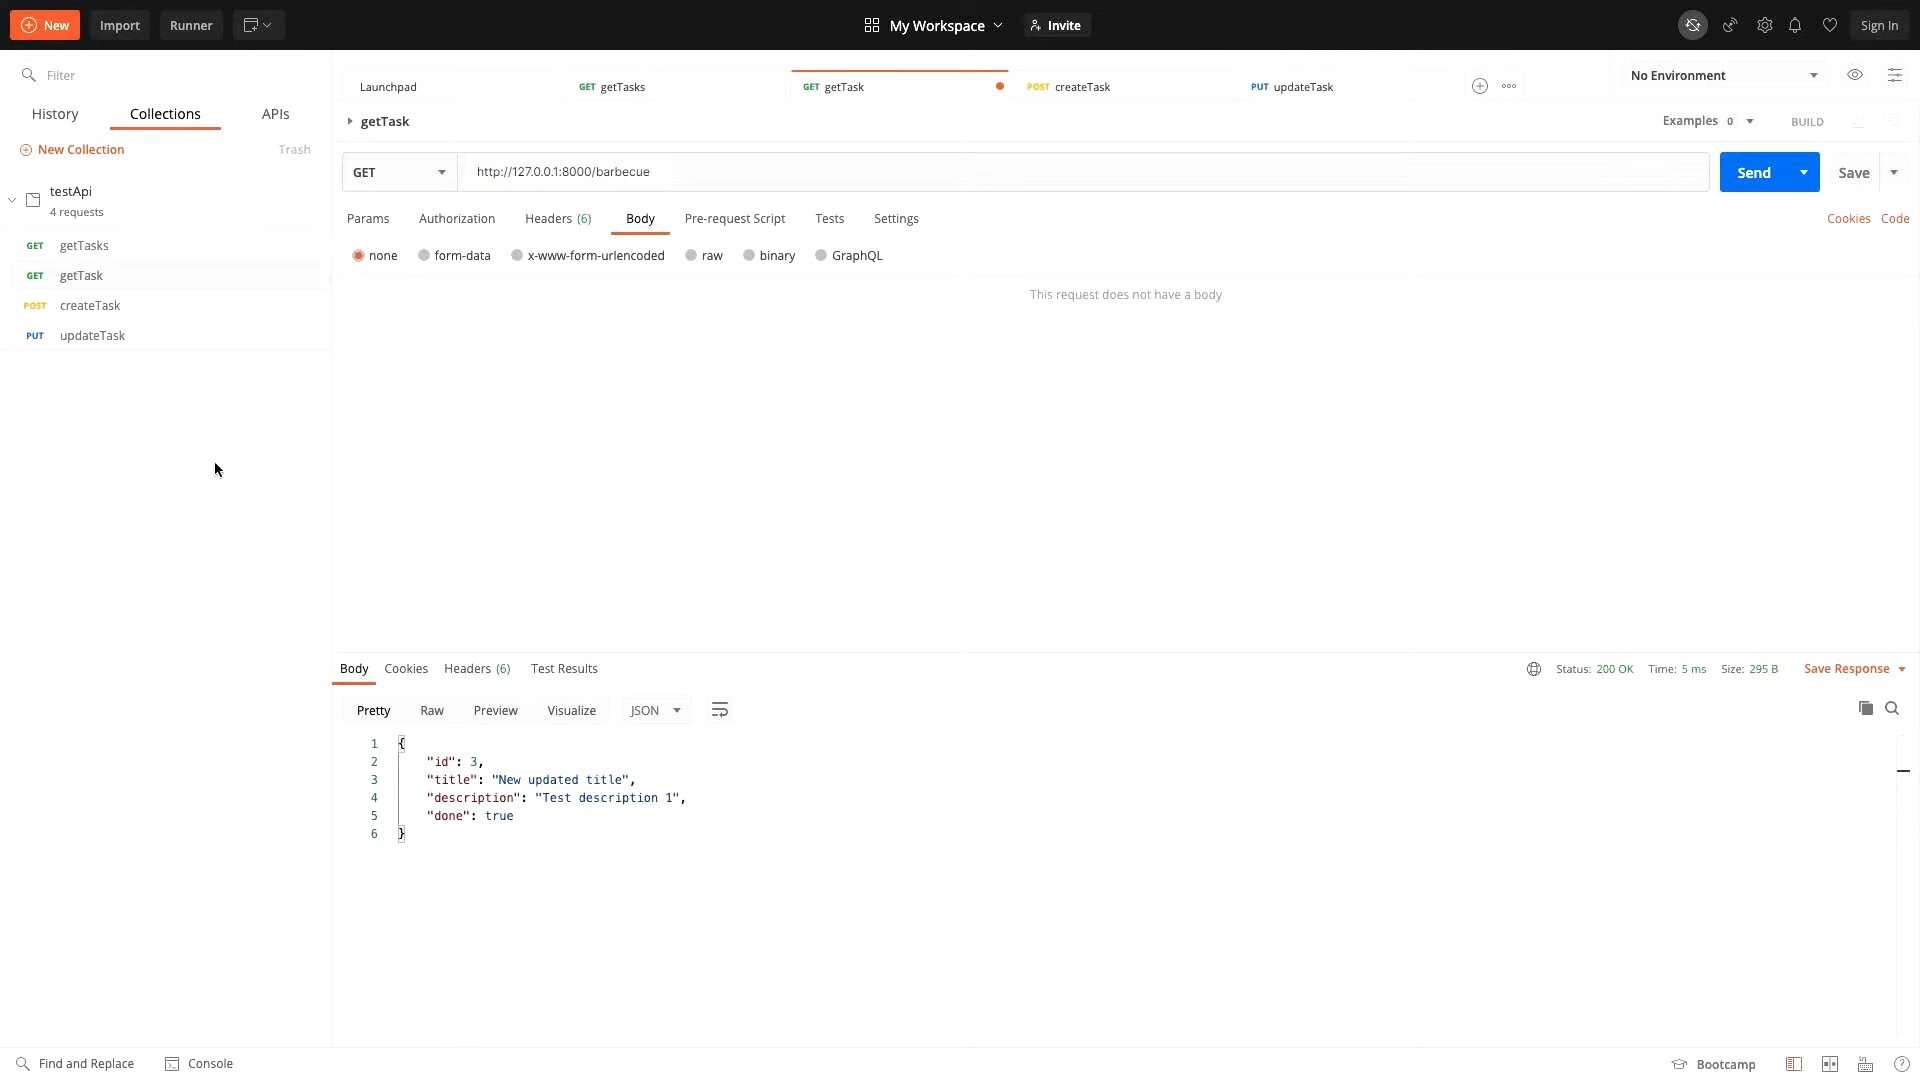 New Import Runner My Workspace Invite Sign In
Filter
History Collections APIs
New Collection Trash
testApi
4 requests
GET getTasks
GET getTask
POST createTask
PUT updateTask
Launchpad GET getTasks GET getTask POST createTask PUT updateTask No Environment
getTask Examples 0 BUILD
GET http://127.0.0.1:8000/barbecue Send Save
Params Authorization Headers (6) Body Pre-request Script Tests Settings Cookies Code
none form-data x-www-form-urlencoded raw binary GraphQL
This request does not have a body
Body Cookies Headers (6) Test Results Status: 200 OK Time: 5 ms Size: 295 B Save Response
Pretty Raw Preview Visualize JSON
1 {
2 "id": 3,
3 "title": "New updated title",
4 "description": "Test description 1",
5 "done": true
6 }
Find and Replace Console Bootcamp